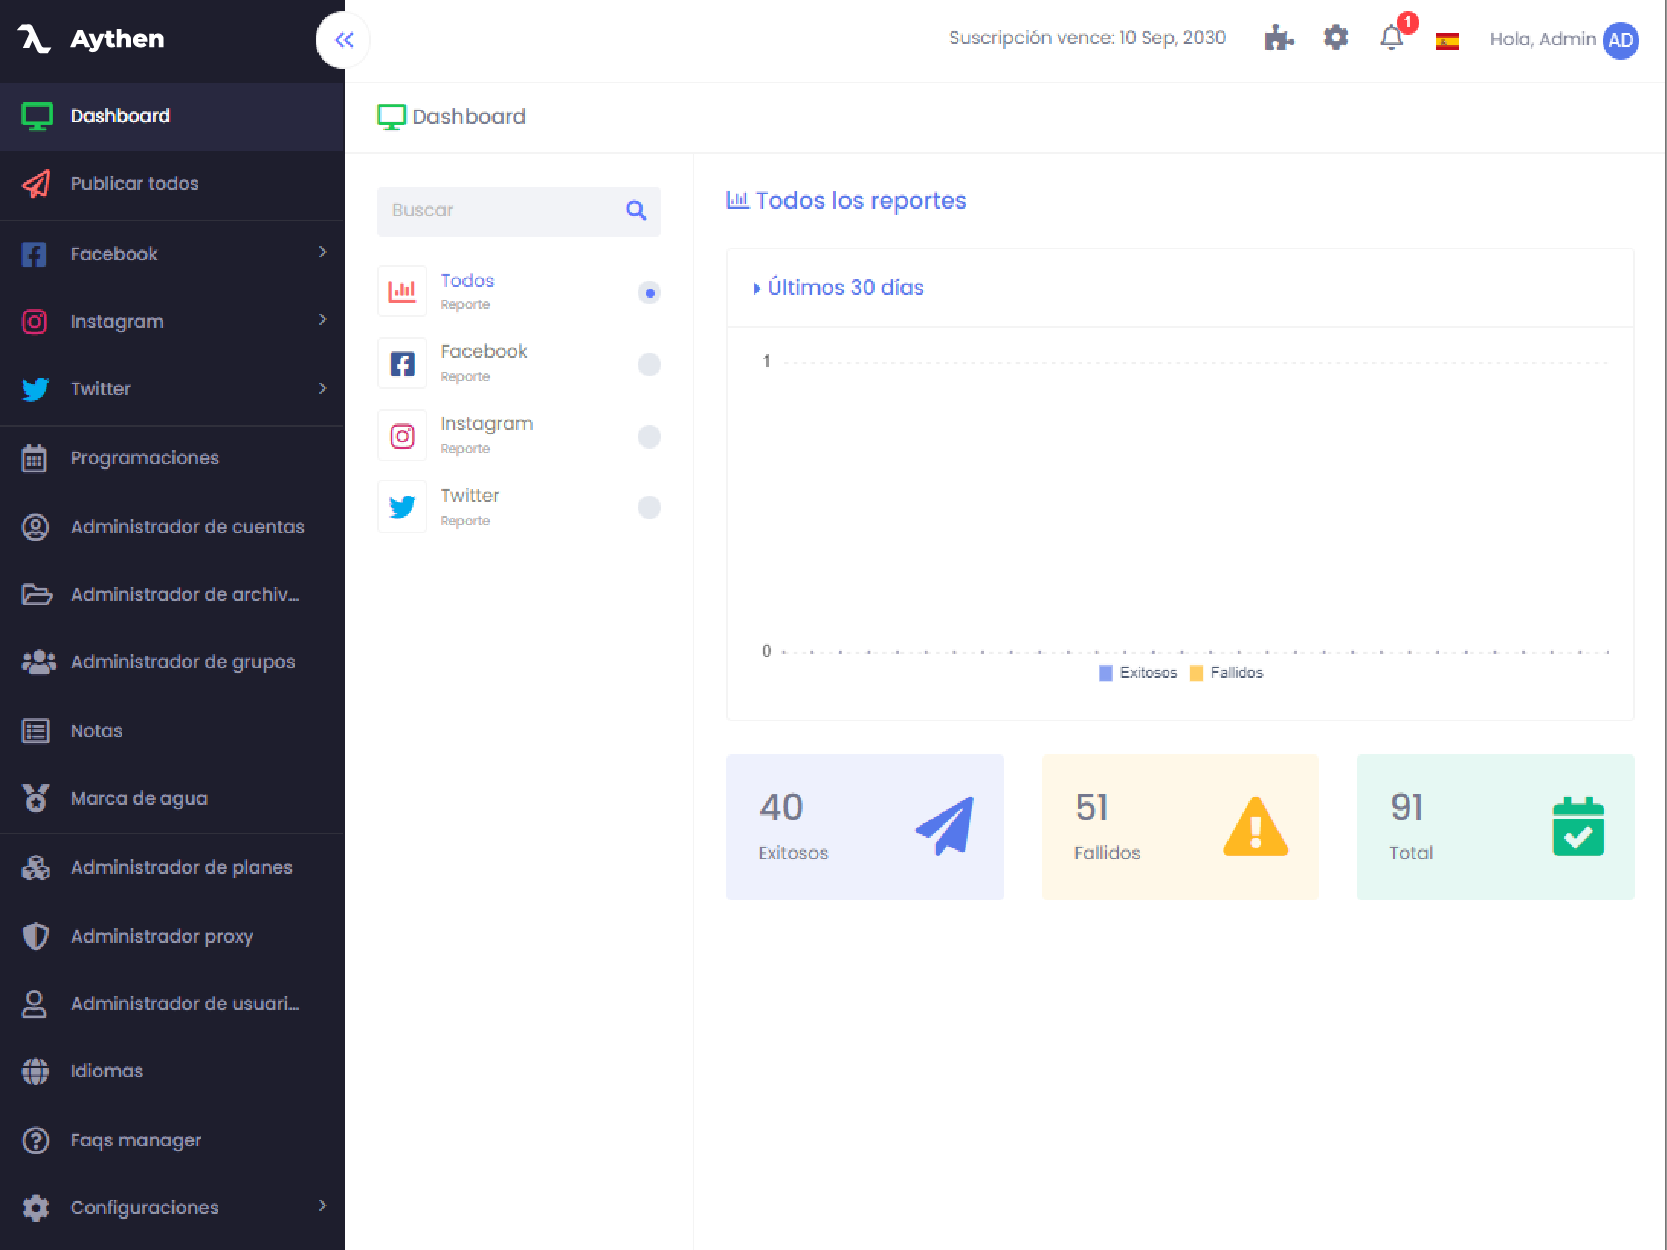 Aythen
Dashboard
Publicar todos
Facebook
Instagram
Twitter
Programaciones
Administrador de cuentas
Administrador de archiv...
Administrador de grupos
Notas
Marca de agua
Administrador de planes
Administrador proxy
Administrador de usuari...
Idiomas
Faqs manager
Configuraciones
Suscripción vence: 10 Sep, 2030
1
Hola, Admin AD
Dashboard
Buscar
Todos
Reporte
Facebook
Reporte
Instagram
Reporte
Twitter
Reporte
Todos los reportes
Últimos 30 días
1
0
Exitosos Fallidos
40
Exitosos
51
Fallidos
91
Total